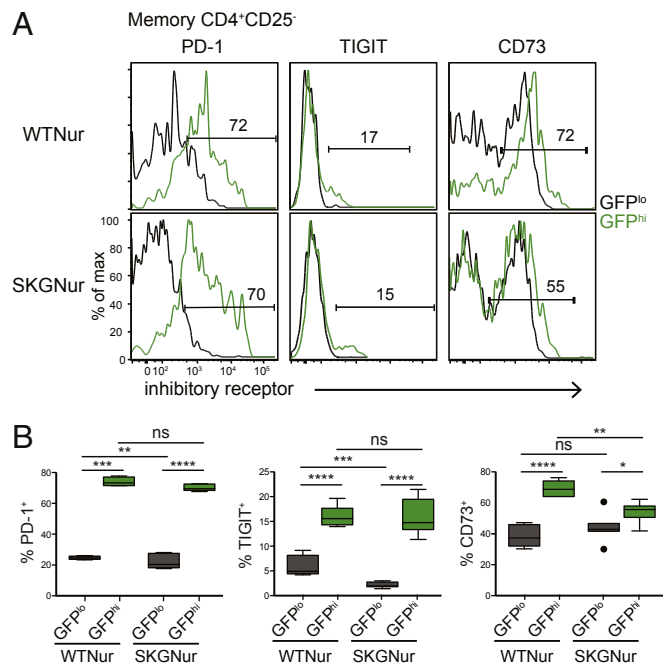 A
Memory CD4⁺CD25⁻
PD-1
TIGIT
CD73
WTNur
72
17
72
GFPˡᵒ
GFPʰⁱ
SKGNur
% of max
100
80
60
40
20
0
70
15
55
0 10² 10³ 10⁴ 10⁵
inhibitory receptor
B
% PD-1⁺
80
60
40
20
0
ns
**
***
****
GFPˡᵒ GFPʰⁱ GFPˡᵒ GFPʰⁱ
WTNur SKGNur
% TIGIT⁺
25
20
15
10
5
0
ns
***
****
****
GFPˡᵒ GFPʰⁱ GFPˡᵒ GFPʰⁱ
WTNur SKGNur
% CD73⁺
80
60
40
20
0
**
ns
****
*
GFPˡᵒ GFPʰⁱ GFPˡᵒ GFPʰⁱ
WTNur SKGNur